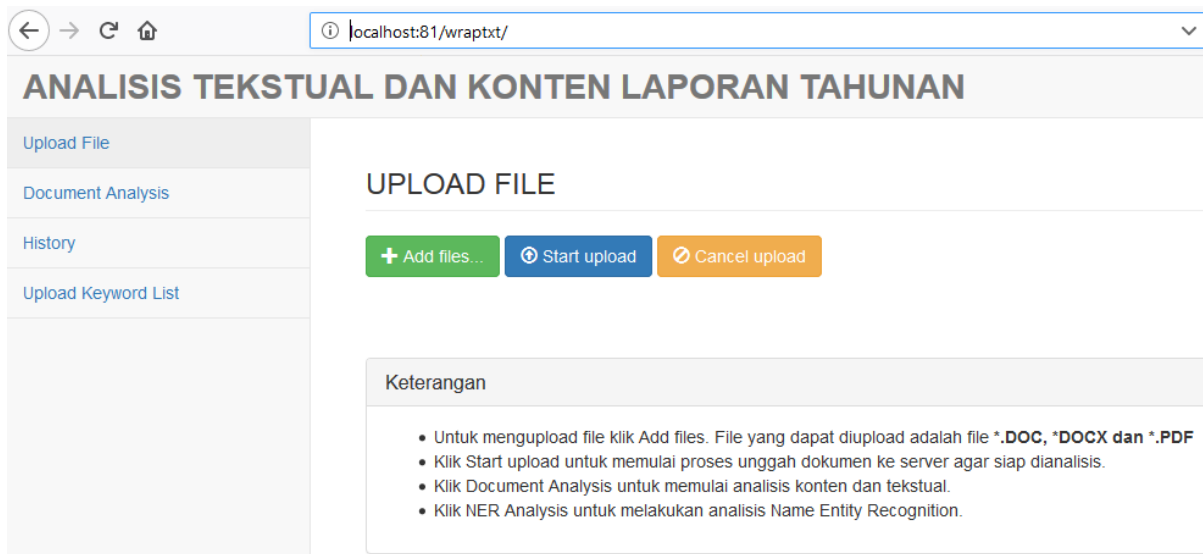 localhost:81/wraptxt/
ANALISIS TEKSTUAL DAN KONTEN LAPORAN TAHUNAN
Upload File
Document Analysis
History
Upload Keyword List
UPLOAD FILE
Add files...
Start upload
Cancel upload
Keterangan
Untuk mengupload file klik Add files. File yang dapat diupload adalah file *.DOC, *DOCX dan *.PDF
Klik Start upload untuk memulai proses unggah dokumen ke server agar siap dianalisis.
Klik Document Analysis untuk memulai analisis konten dan tekstual.
Klik NER Analysis untuk melakukan analisis Name Entity Recognition.